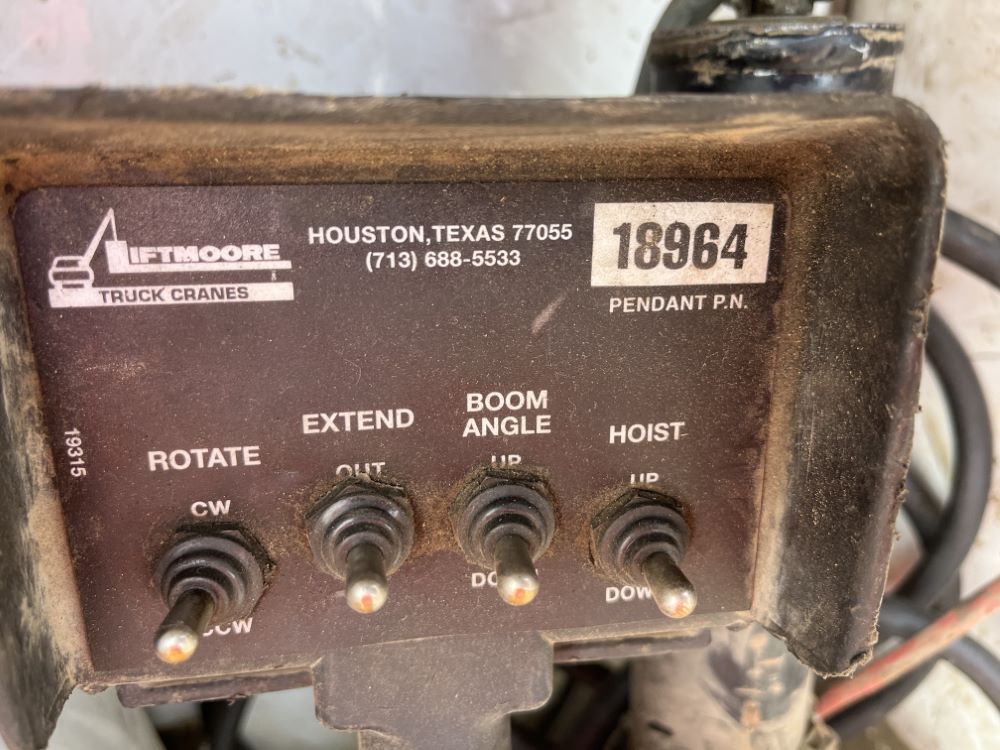 LIFTMOORE
TRUCK CRANES
HOUSTON, TEXAS 77055
(713) 688-5533
18964
PENDANT P.N.
19315
ROTATE
CW
CCW
EXTEND
OUT
BOOM
ANGLE
UP
HOIST
UP
DOWN